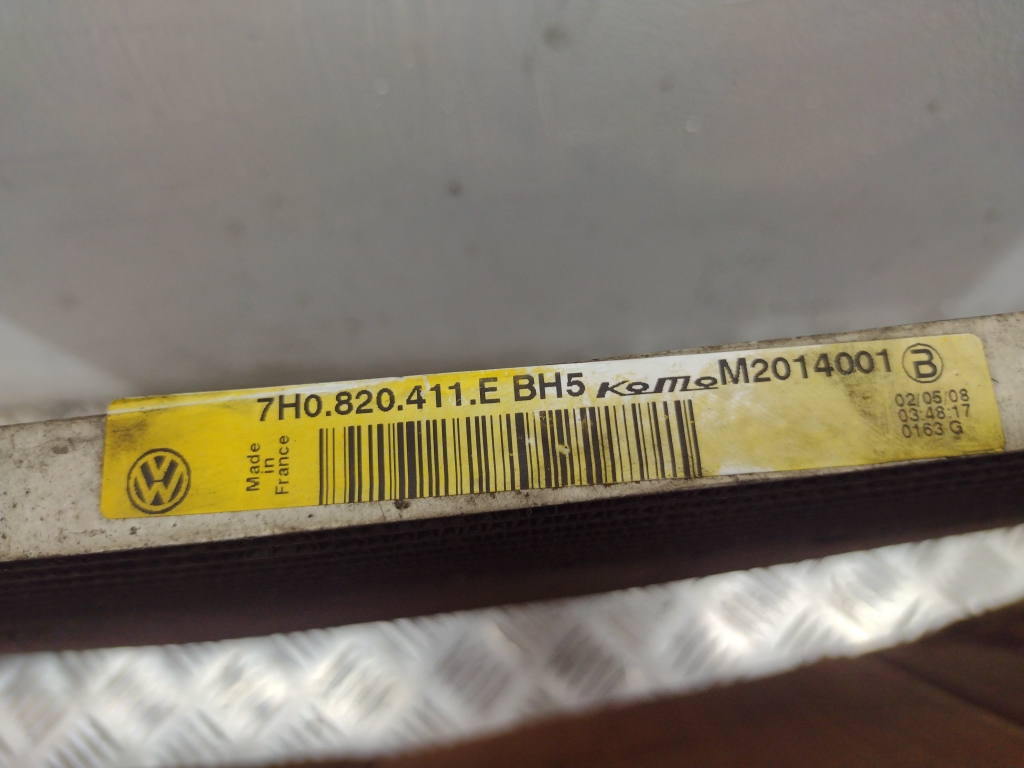 7H0.820.411.E BH5 KOMO M2014001 B
Made
in
France
02/05/08
03:48:17
0163 G
VW